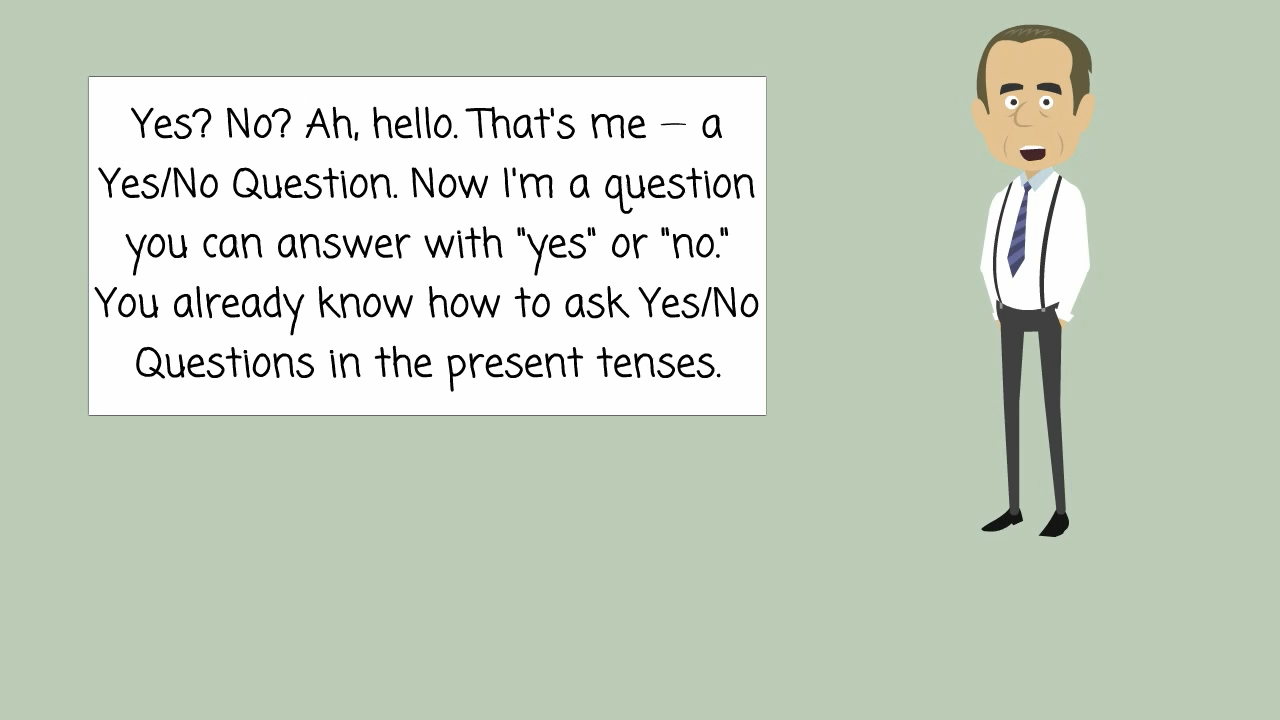 Yes? No? Ah, hello. That's me – a
Yes/No Question. Now I'm a question
you can answer with "yes" or "no."
You already know how to ask Yes/No
Questions in the present tenses.